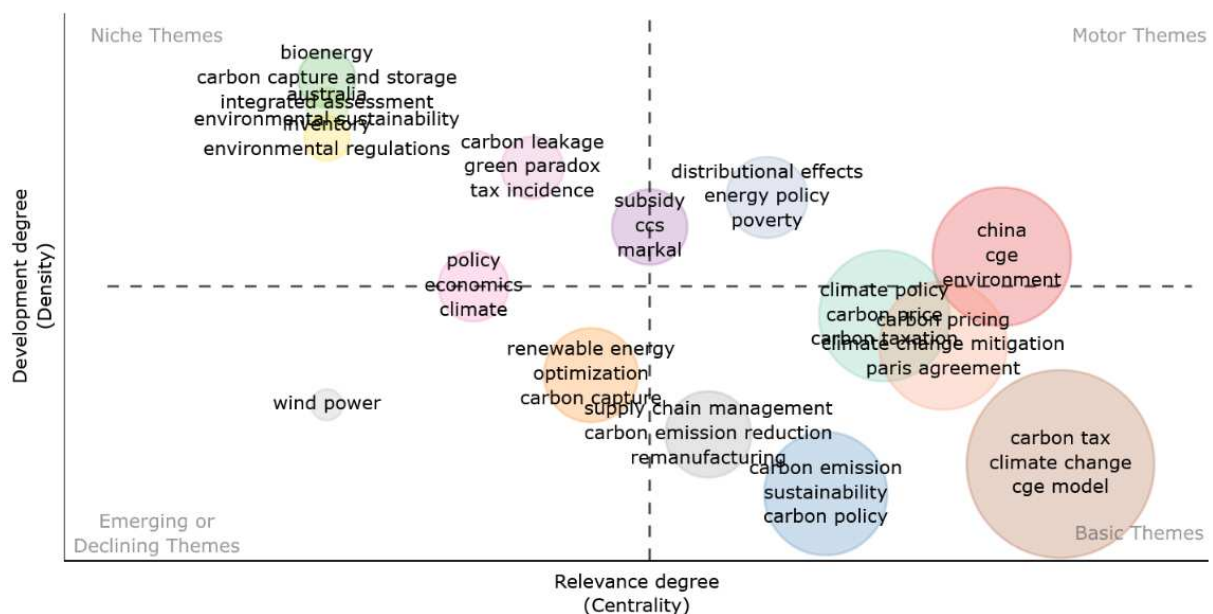 Niche Themes
Motor Themes
bioenergy
carbon capture and storage
australia
integrated assessment
environmental sustainability
inventory
environmental regulations
carbon leakage
green paradox
tax incidence
distributional effects
energy policy
poverty
subsidy
ccs
markal
china
cge
environment
policy
economics
climate
climate policy
carbon price
carbon taxation
carbon pricing
climate change mitigation
paris agreement
renewable energy
optimization
carbon capture
wind power
supply chain management
carbon emission reduction
remanufacturing
carbon emission
sustainability
carbon policy
carbon tax
climate change
cge model
Emerging or
Declining Themes
Basic Themes
Development degree
(Density)
Relevance degree
(Centrality)